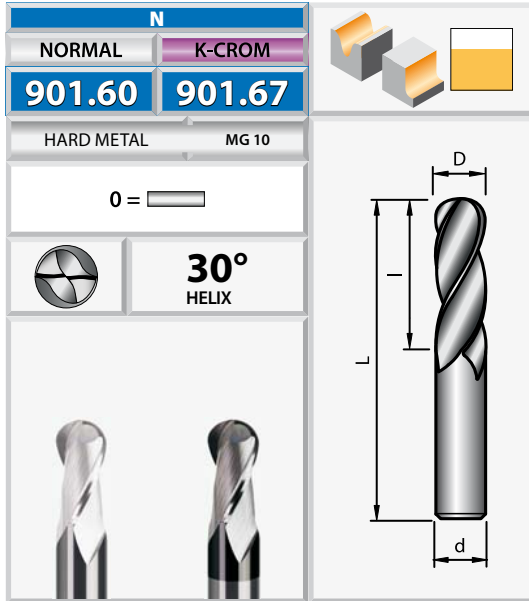 N
NORMAL K-CROM
901.60 901.67
HARD METAL MG 10
0 =
30°
HELIX
D
l
L
d